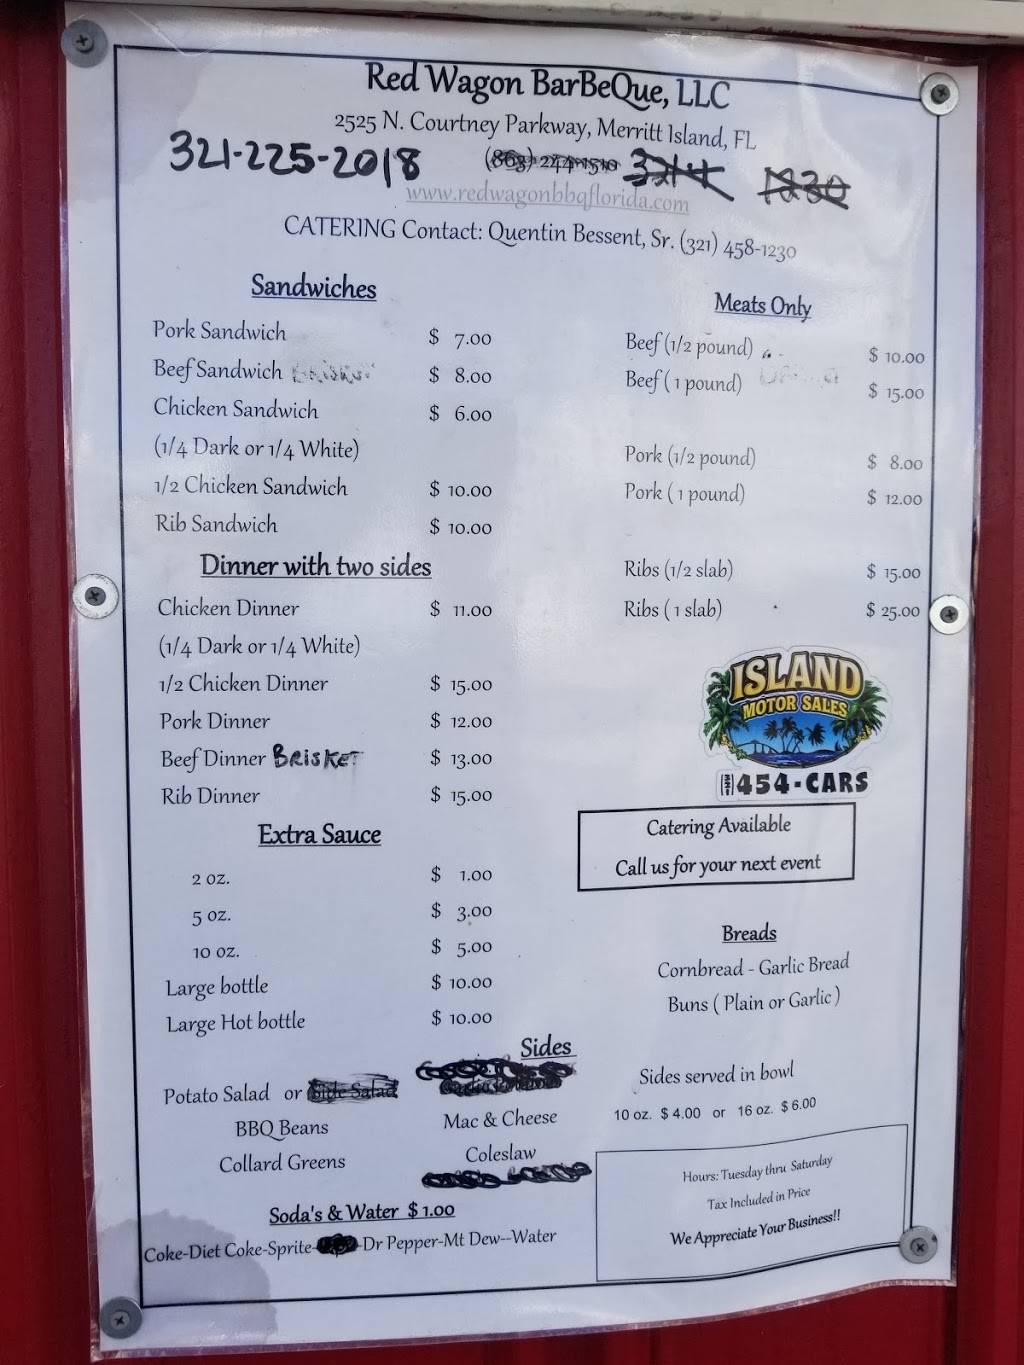 Red Wagon BarBeQue, LLC
2525 N. Courtney Parkway, Merritt Island, FL
321-225-2018 (863) 244-1510 1230
www.redwagonbbqflorida.com
CATERING Contact: Quentin Bessent, Sr. (321) 458-1230
Sandwiches
Pork Sandwich $ 7.00
Beef Sandwich Brisket $ 8.00
Chicken Sandwich $ 6.00
(1/4 Dark or 1/4 White)
1/2 Chicken Sandwich $ 10.00
Rib Sandwich $ 10.00
Dinner with two sides
Chicken Dinner $ 11.00
(1/4 Dark or 1/4 White)
1/2 Chicken Dinner $ 15.00
Pork Dinner $ 12.00
Beef Dinner BRISKET $ 13.00
Rib Dinner $ 15.00
Extra Sauce
2 oz. $ 1.00
5 oz. $ 3.00
10 oz. $ 5.00
Large bottle $ 10.00
Large Hot bottle $ 10.00
Meats Only
Beef (1/2 pound) $ 10.00
Beef ( 1 pound) $ 15.00
Pork (1/2 pound) $ 8.00
Pork ( 1 pound) $ 12.00
Ribs (1/2 slab) $ 15.00
Ribs ( 1 slab) $ 25.00
ISLAND
MOTOR SALES
321 454-CARS
Catering Available
Call us for your next event
Breads
Cornbread - Garlic Bread
Buns ( Plain or Garlic )
Sides
Potato Salad or Side Salad
BBQ Beans
Collard Greens
Mac & Cheese
Coleslaw
Sides served in bowl
10 oz. $ 4.00 or 16 oz. $ 6.00
Soda's & Water $ 1.00
Coke-Diet Coke-Sprite- -Dr Pepper-Mt Dew--Water
Hours: Tuesday thru Saturday
Tax Included in Price
We Appreciate Your Business!!